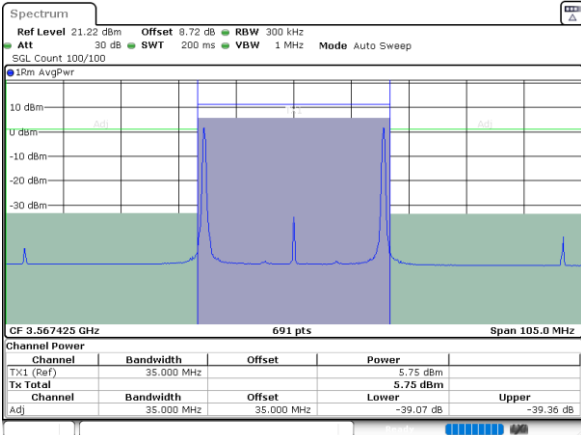 Spectrum
Ref Level 21.22 dBm Offset 8.72 dB RBW 300 kHz
Att 30 dB SWT 200 ms VBW 1 MHz Mode Auto Sweep
SGL Count 100/100
1Rm AvgPwr
10 dBm
Adj Adj
0 dBm
-10 dBm
-20 dBm
-30 dBm
CF 3.567425 GHz 691 pts Span 105.0 MHz
Channel Power
Channel Bandwidth Offset Power
TX1 (Ref) 35.000 MHz 5.75 dBm
Tx Total 5.75 dBm
Channel Bandwidth Offset Lower Upper
Adj 35.000 MHz 35.000 MHz -39.07 dB -39.36 dB
Ready